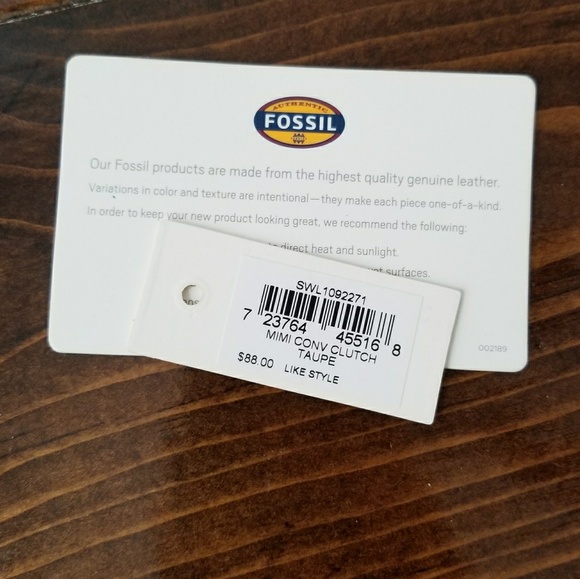 AUTHENTIC
FOSSIL
Our Fossil products are made from the highest quality genuine leather.
Variations in color and texture are intentional—they make each piece one-of-a-kind.
In order to keep your new product looking great, we recommend the following:
to direct heat and sunlight.
surfaces.
SWL1092271
7 23764 45516 8
MIMI CONV CLUTCH
TAUPE
$88.00 LIKE STYLE
002189